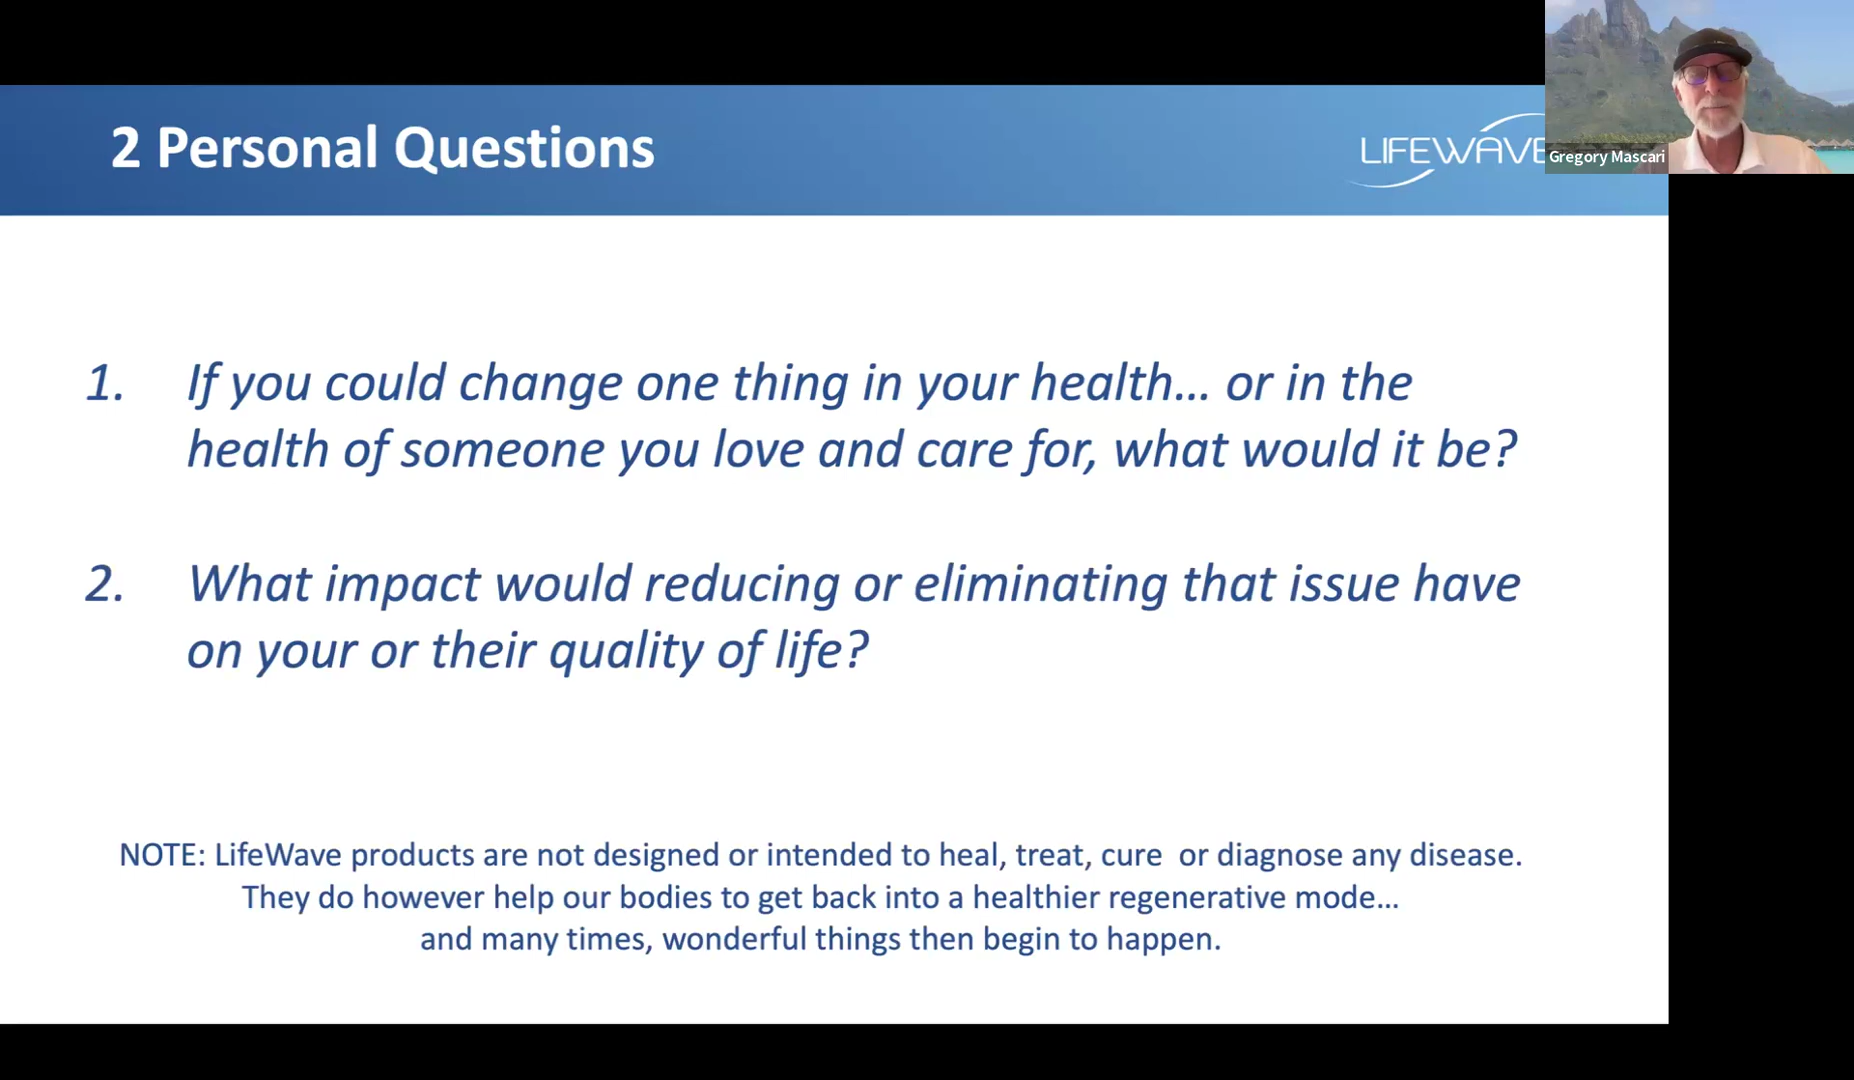 2 Personal Questions
LIFEWAVE
Gregory Mascari
1. If you could change one thing in your health... or in the
health of someone you love and care for, what would it be?
2. What impact would reducing or eliminating that issue have
on your or their quality of life?
NOTE: LifeWave products are not designed or intended to heal, treat, cure or diagnose any disease.
They do however help our bodies to get back into a healthier regenerative mode...
and many times, wonderful things then begin to happen.